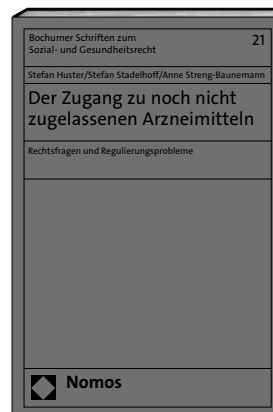 Bochumer Schriften zum
Sozial- und Gesundheitsrecht
21
Stefan Huster/Stefan Stadelhoff/Anne Streng-Baunemann
Der Zugang zu noch nicht
zugelassenen Arzneimitteln
Rechtsfragen und Regulierungsprobleme
Nomos